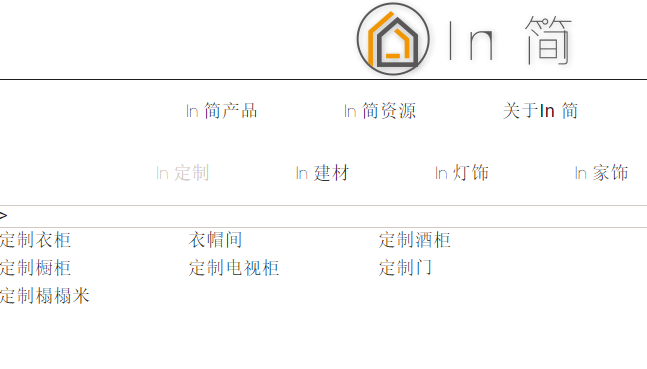 In 简
In 简产品 In 简资源 关于In 简
In 定制 In 建材 In 灯饰 In 家饰
>
定制衣柜 衣帽间 定制酒柜
定制橱柜 定制电视柜 定制门
定制榻榻米